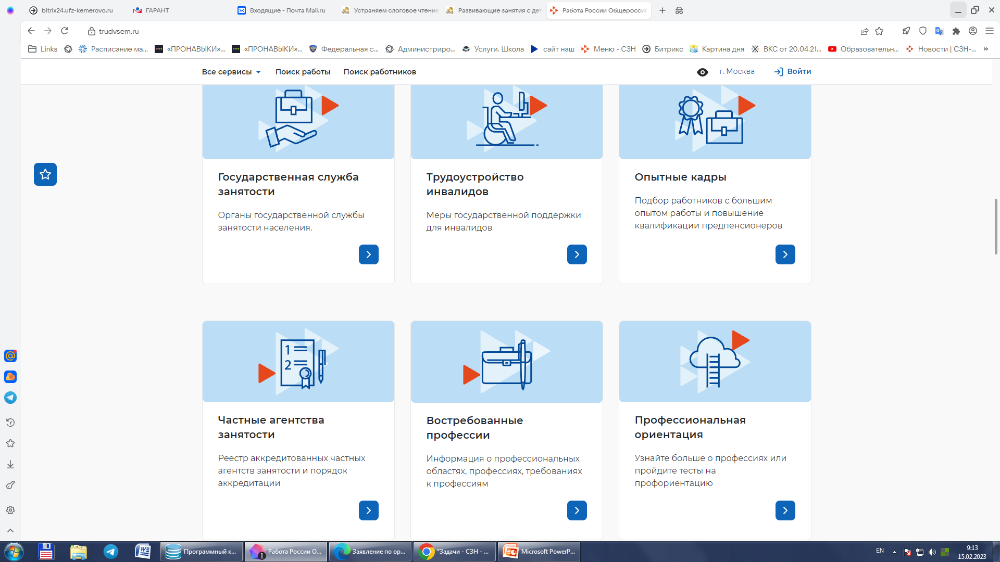 bitrix24.ufz-kemerovo.ru
ГАРАНТ
Входящие - Почта Mail.ru
Устраняем слоговое чтение
Развивающие занятия с дет
Работа России Общероссий
trudvsem.ru
Links
Расписание ма...
«ПРОНАВЫКИ»...
«ПРОНАВЫКИ»...
Федеральная с...
Администриро...
Услуги. Школа
сайт наш
Меню - СЗН
Битрикс
Картина дня
ВКС от 20.04.21...
Образовательн...
Новости | СЗН-...
»
Все сервисы
Поиск работы
Поиск работников
г. Москва
Войти
Государственная служба
занятости
Органы государственной службы
занятости населения.
Трудоустройство
инвалидов
Меры государственной поддержки
для инвалидов
Опытные кадры
Подбор работников с большим
опытом работы и повышение
квалификации предпенсионеров
1
2
Частные агентства
занятости
Реестр аккредитованных частных
агентств занятости и порядок
аккредитации
Востребованные
профессии
Информация о профессиональных
областях, профессиях, требованиях
к профессиям
Профессиональная
ориентация
Узнайте больше о профессиях или
пройдите тесты на
профориентацию
Программный к...
1
Работа России О...
Заявление по ор...
*Задачи - СЗН - ...
Microsoft PowerP...
EN
9:13
15.02.2023